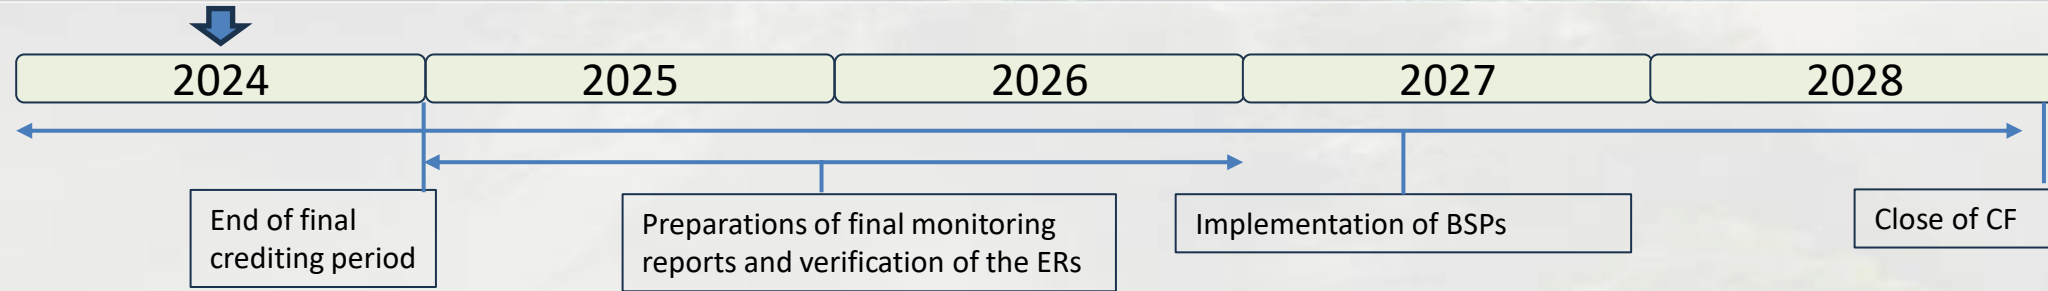 2024
2025
2026
2027
2028
End of final
crediting period
Preparations of final monitoring
reports and verification of the ERs
Implementation of BSPs
Close of CF